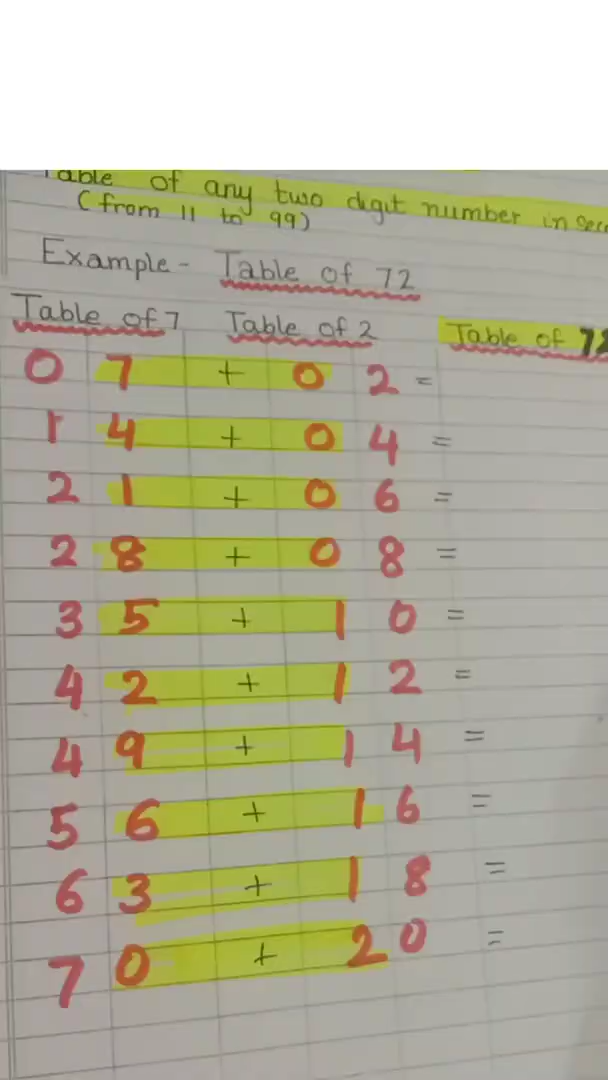 Table of any two digit number in
(from 11 to 99)
Example - Table of 72
Table of 7 Table of 2 Table of 72
0 7 + 0 2 =
1 4 + 0 4 =
2 1 + 0 6 =
2 8 + 0 8 =
3 5 + 1 0 =
4 2 + 1 2 =
4 9 + 1 4 =
5 6 + 1 6 =
6 3 + 1 8 =
7 0 + 2 0 =